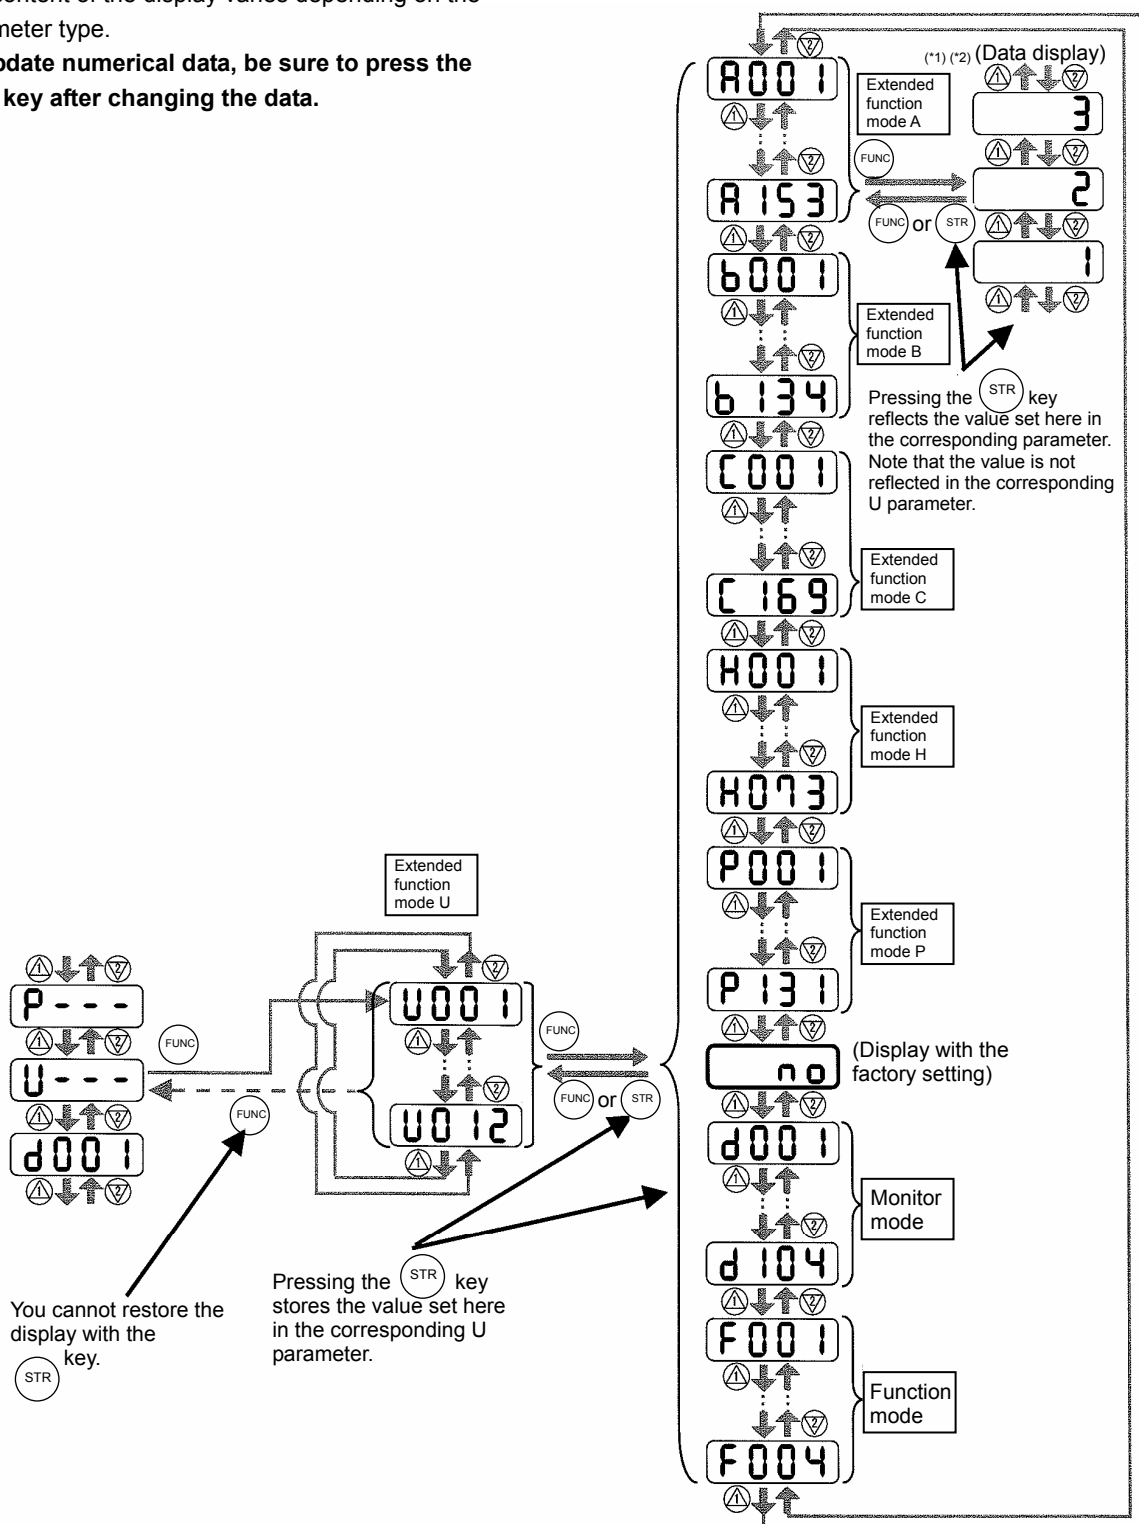 content of the display varies depending on the
meter type.
pdate numerical data, be sure to press the
key after changing the data.
(*1) (*2) (Data display)
A001
Extended
function
mode A
3
FUNC
2
A153
FUNC or STR
1
b001
Extended
function
mode B
b134
Pressing the STR key
reflects the value set here in
the corresponding parameter.
Note that the value is not
reflected in the corresponding
U parameter.
C001
Extended
function
mode C
C169
H001
Extended
function
mode H
H073
P001
Extended
function
mode P
P131
no
(Display with the
factory setting)
d001
Monitor
mode
d104
F001
Function
mode
F004
Extended
function
mode U
P---
U001
FUNC
FUNC
U---
FUNC
FUNC or STR
U012
d001
You cannot restore the
display with the
STR key.
Pressing the STR key
stores the value set here
in the corresponding U
parameter.
1
2